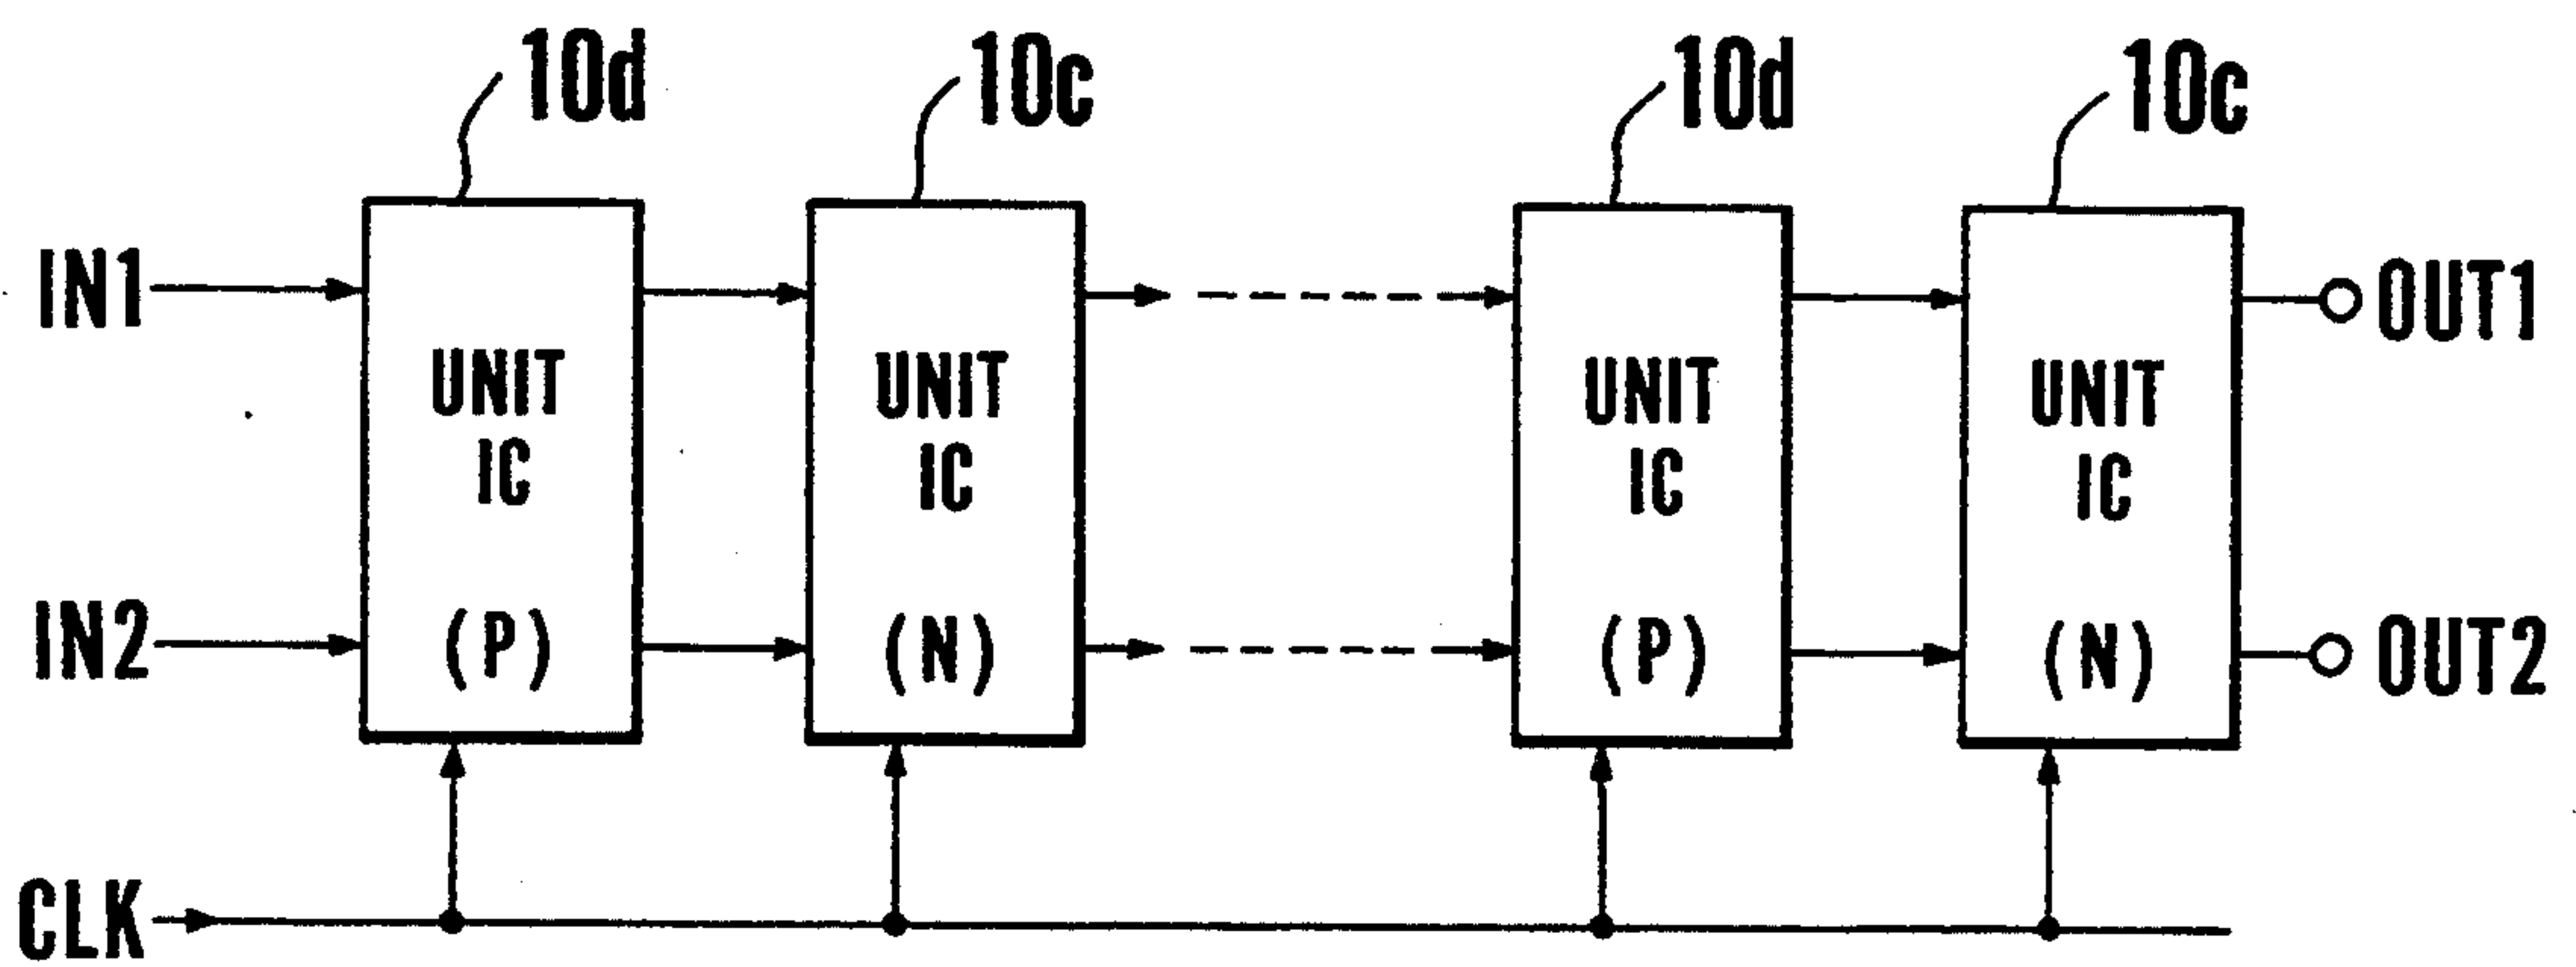 10d
10c
10d
10c
IN1
OUT1
UNIT
IC
UNIT
IC
UNIT
IC
UNIT
IC
IN2
(P)
(N)
(P)
(N)
OUT2
CLK